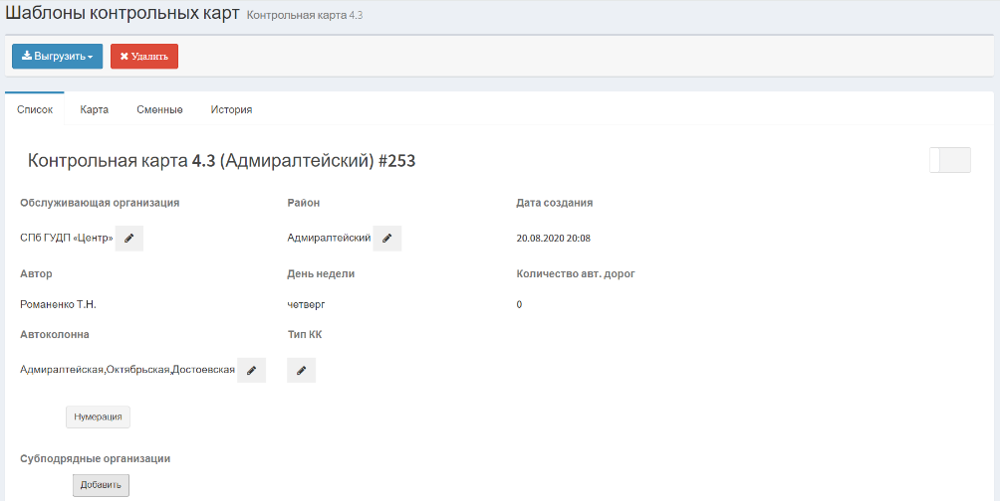 Шаблоны контрольных карт Контрольная карта 4.3
Выгрузить Удалить
Список Карта Сменные История
Контрольная карта 4.3 (Адмиралтейский) #253
Обслуживающая организация Район Дата создания
СПб ГУДП «Центр» Адмиралтейский 20.08.2020 20:08
Автор День недели Количество авт. дорог
Романенко Т.Н. четверг 0
Автоколонна Тип КК
Адмиралтейская,Октябрьская,Достоевская
Нумерация
Субподрядные организации
Добавить